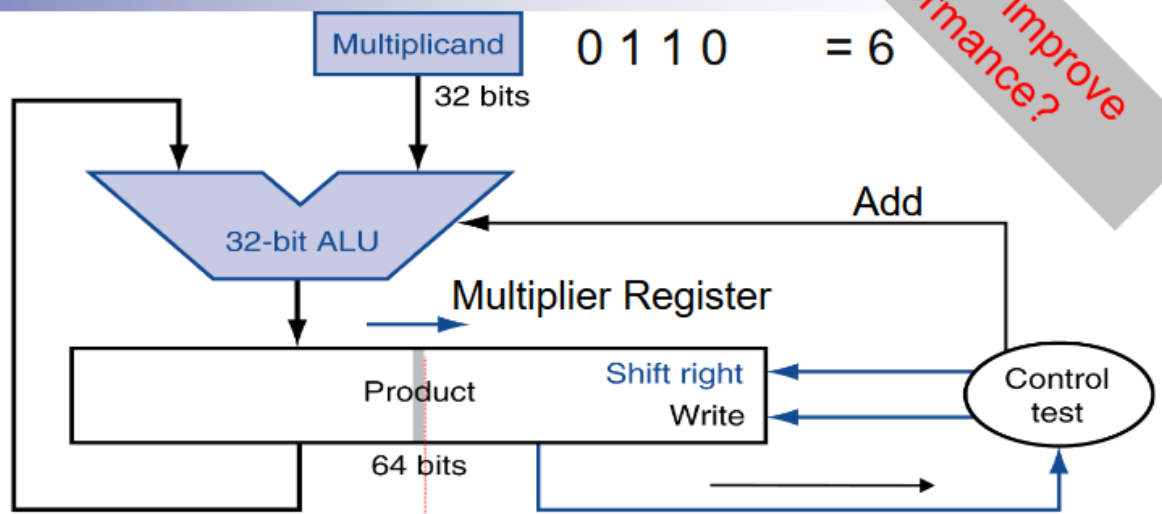 Improve
rmance?
Multiplicand
0 1 1 0 = 6
32 bits
Add
32-bit ALU
Multiplier Register
Product
Shift right
Write
Control
test
64 bits